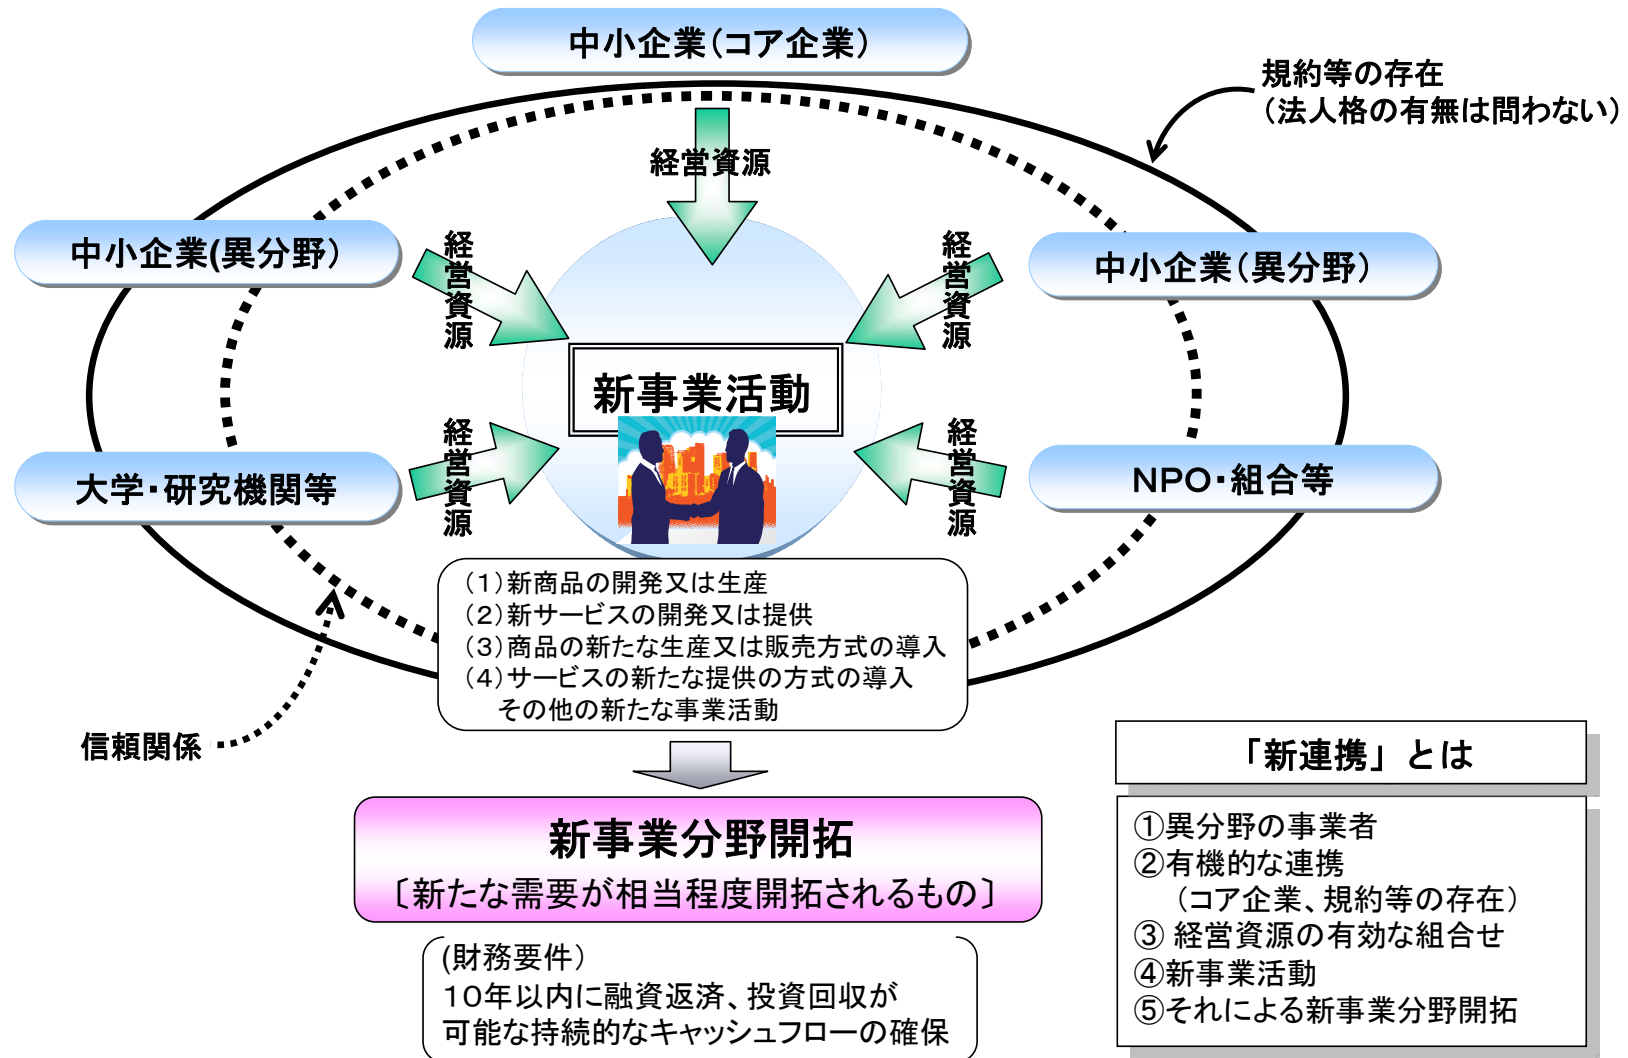 中小企業（コア企業）
規約等の存在
（法人格の有無は問わない）
経営資源
中小企業(異分野）
経営資源
経営資源
中小企業（異分野）
新事業活動
大学・研究機関等
経営資源
経営資源
NPO・組合等
（1）新商品の開発又は生産
（2）新サービスの開発又は提供
（3）商品の新たな生産又は販売方式の導入
（4）サービスの新たな提供の方式の導入
その他の新たな事業活動
信頼関係
新事業分野開拓
〔新たな需要が相当程度開拓されるもの〕
(財務要件）
10年以内に融資返済、投資回収が
可能な持続的なキャッシュフローの確保
「新連携」とは
①異分野の事業者
②有機的な連携
（コア企業、規約等の存在）
③ 経営資源の有効な組合せ
④新事業活動
⑤それによる新事業分野開拓